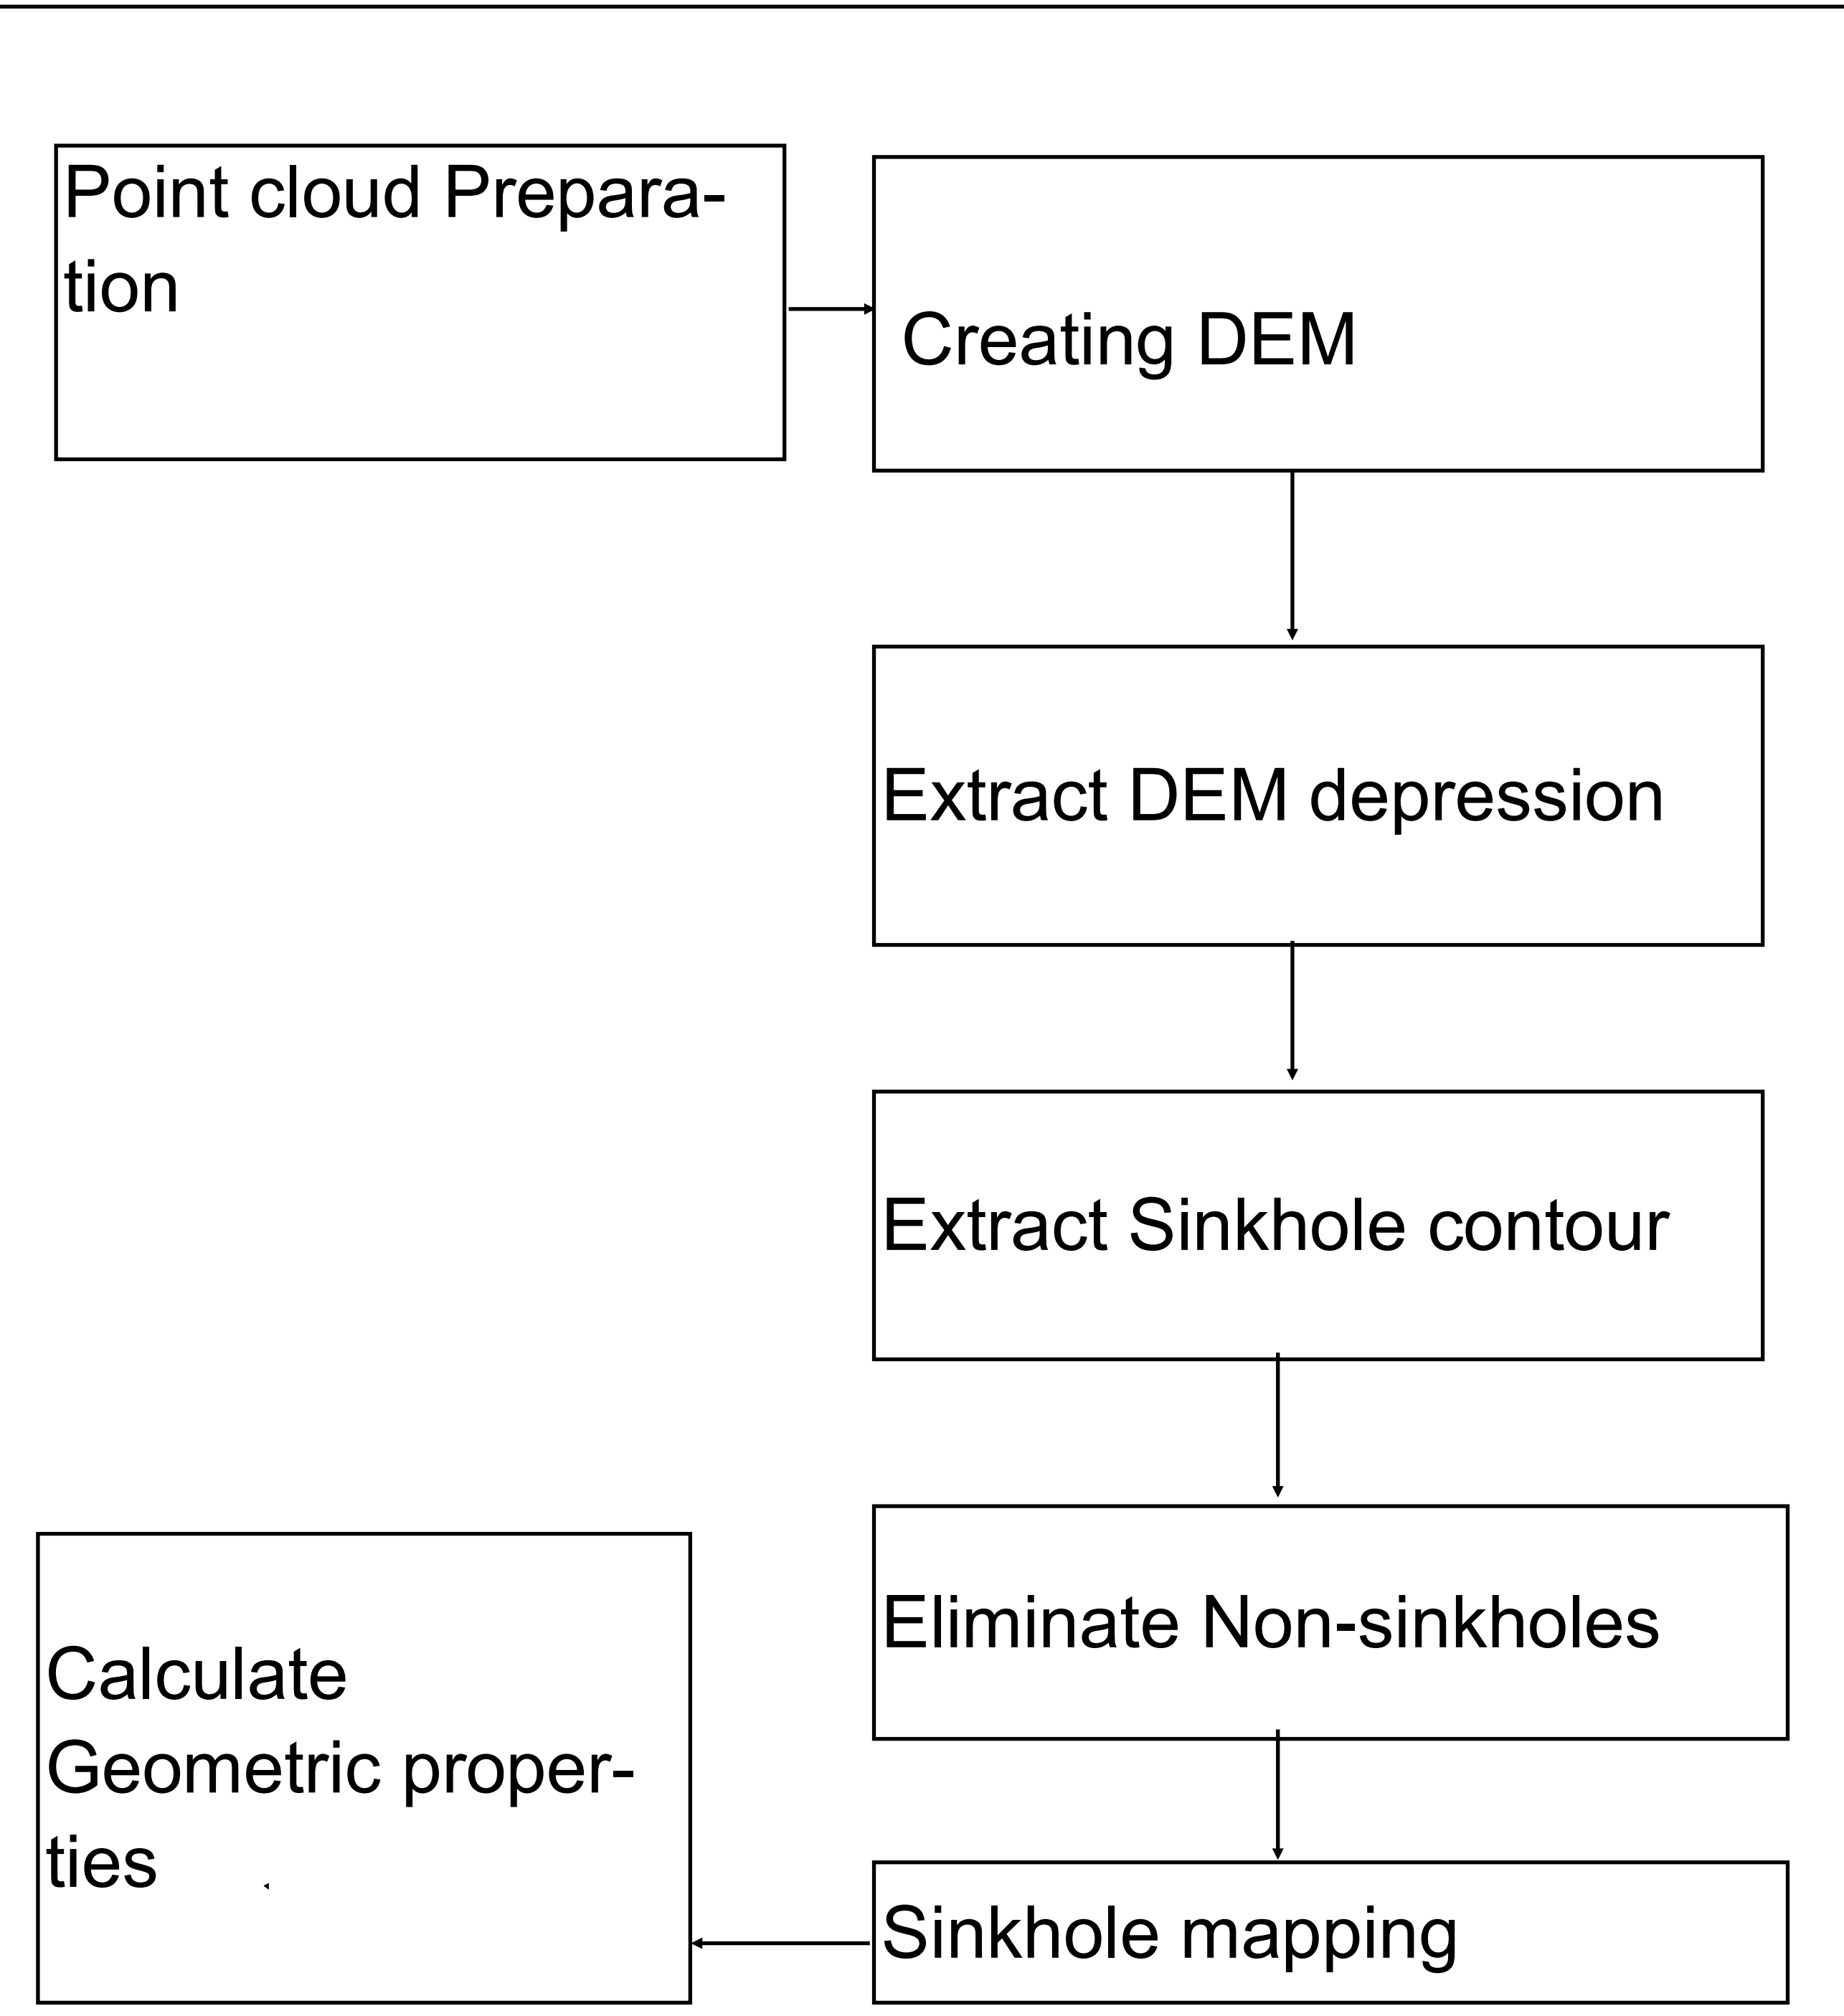 Point cloud Prepara-
tion
Creating DEM
Extract DEM depression
Extract Sinkhole contour
Eliminate Non-sinkholes
Sinkhole mapping
Calculate
Geometric proper-
ties